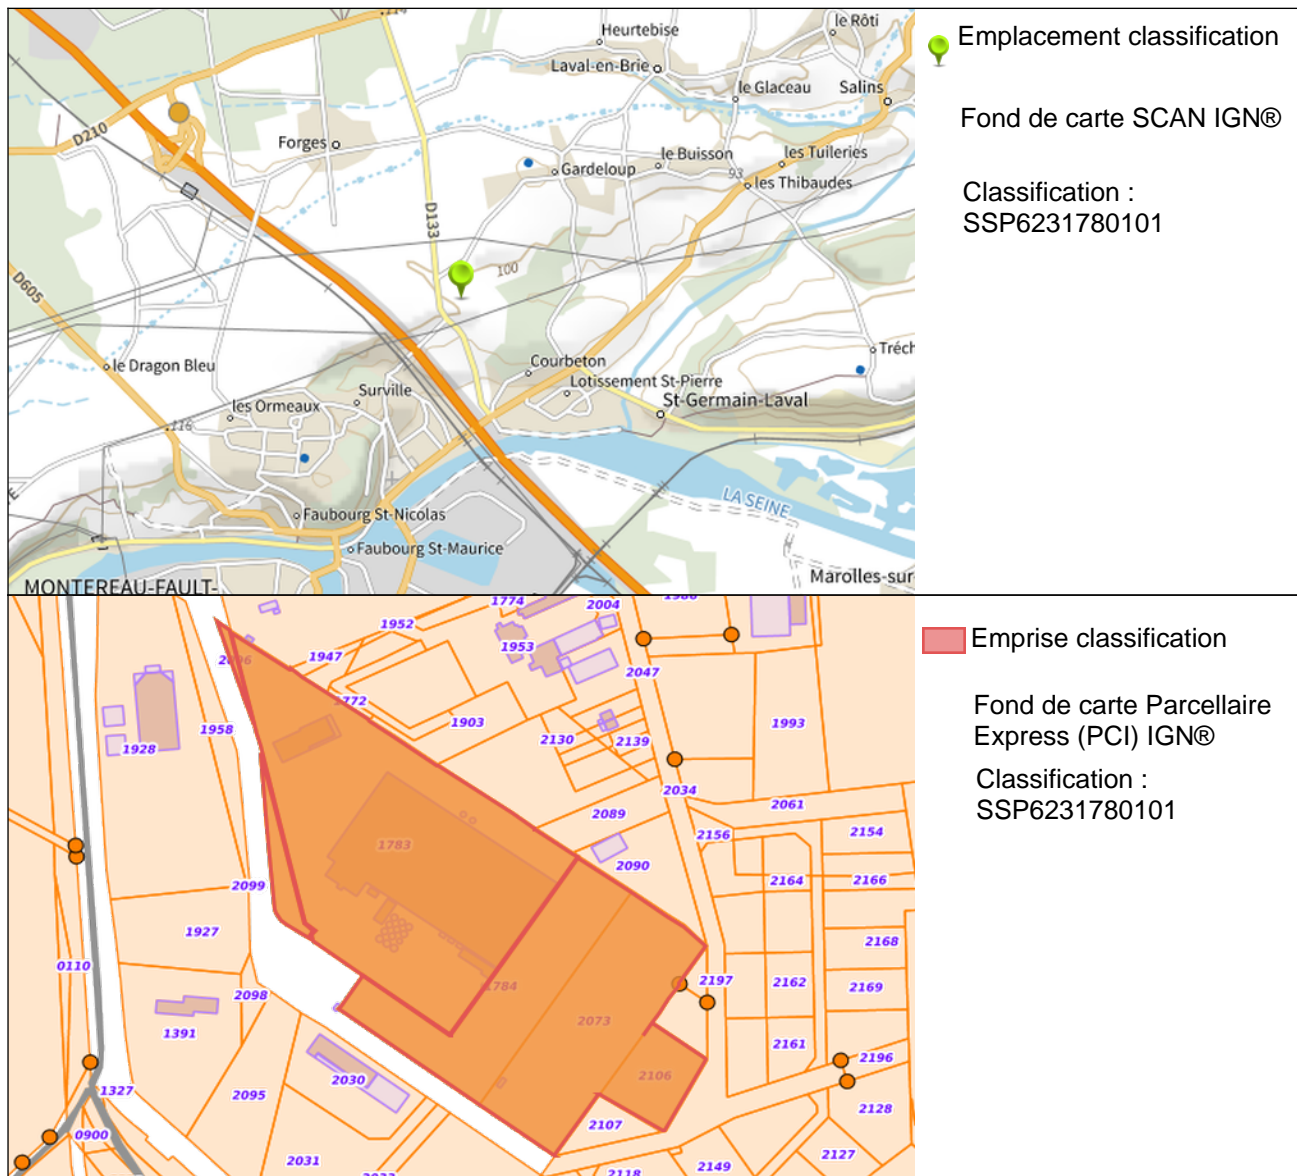 114
le Rôti
Heurtebise
Laval-en-Brie
le Glaceau
Salins
D210
Forges
le Buisson
les Tuileries
Gardeloup
93
les Thibaudes
D133
100
D605
le Dragon Bleu
Courbeton
Tréch
Surville
Lotissement St-Pierre
les Ormeaux
St-Germain-Laval
116
LA SEINE
Faubourg St-Nicolas
Faubourg St-Maurice
Marolles-sur
MONTEREAU-FAULT-
Emplacement classification
Fond de carte SCAN IGN®
Classification :
SSP6231780101
1774
2004
1952
1953
1947
2096
2047
1772
1958
1903
1993
1928
2130
2139
2034
2061
2089
2156
2154
1783
2090
2164
2166
2099
1927
2168
0110
2197
2162
2169
2098
1784
2073
1391
2161
2196
2030
2106
1327
2095
2128
2107
0900
2127
2031
2149
2118
Emprise classification
Fond de carte Parcellaire
Express (PCI) IGN®
Classification :
SSP6231780101